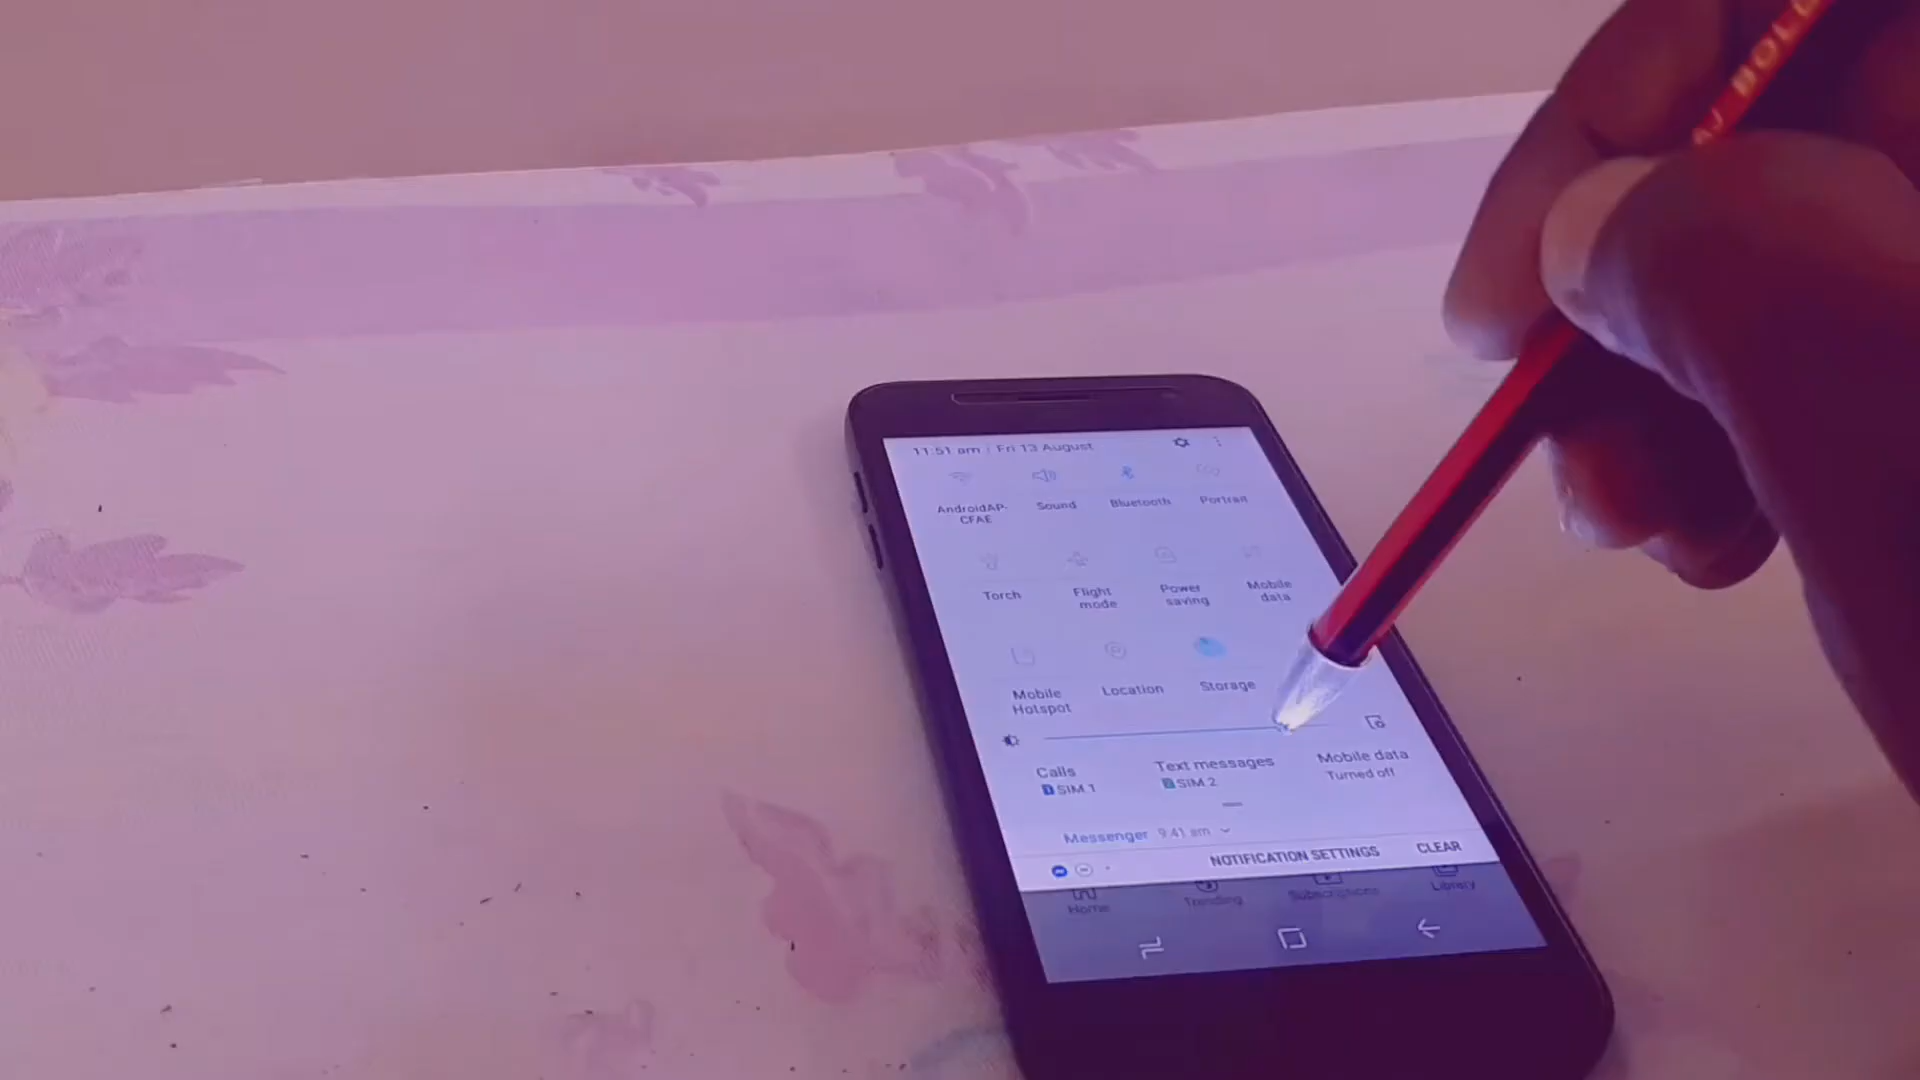 AJ BOLD
11:51 am | Fri 13 August
AndroidAP-
CFAE
Sound
Bluetooth
Portrait
Torch
Flight
mode
Power
saving
Mobile
data
Mobile
Hotspot
Location
Storage
Calls
SIM 1
Text messages
SIM 2
Mobile data
Turned off
Messenger 9:41 am
NOTIFICATION SETTINGS CLEAR
Home
Trending
Subscriptions
Library